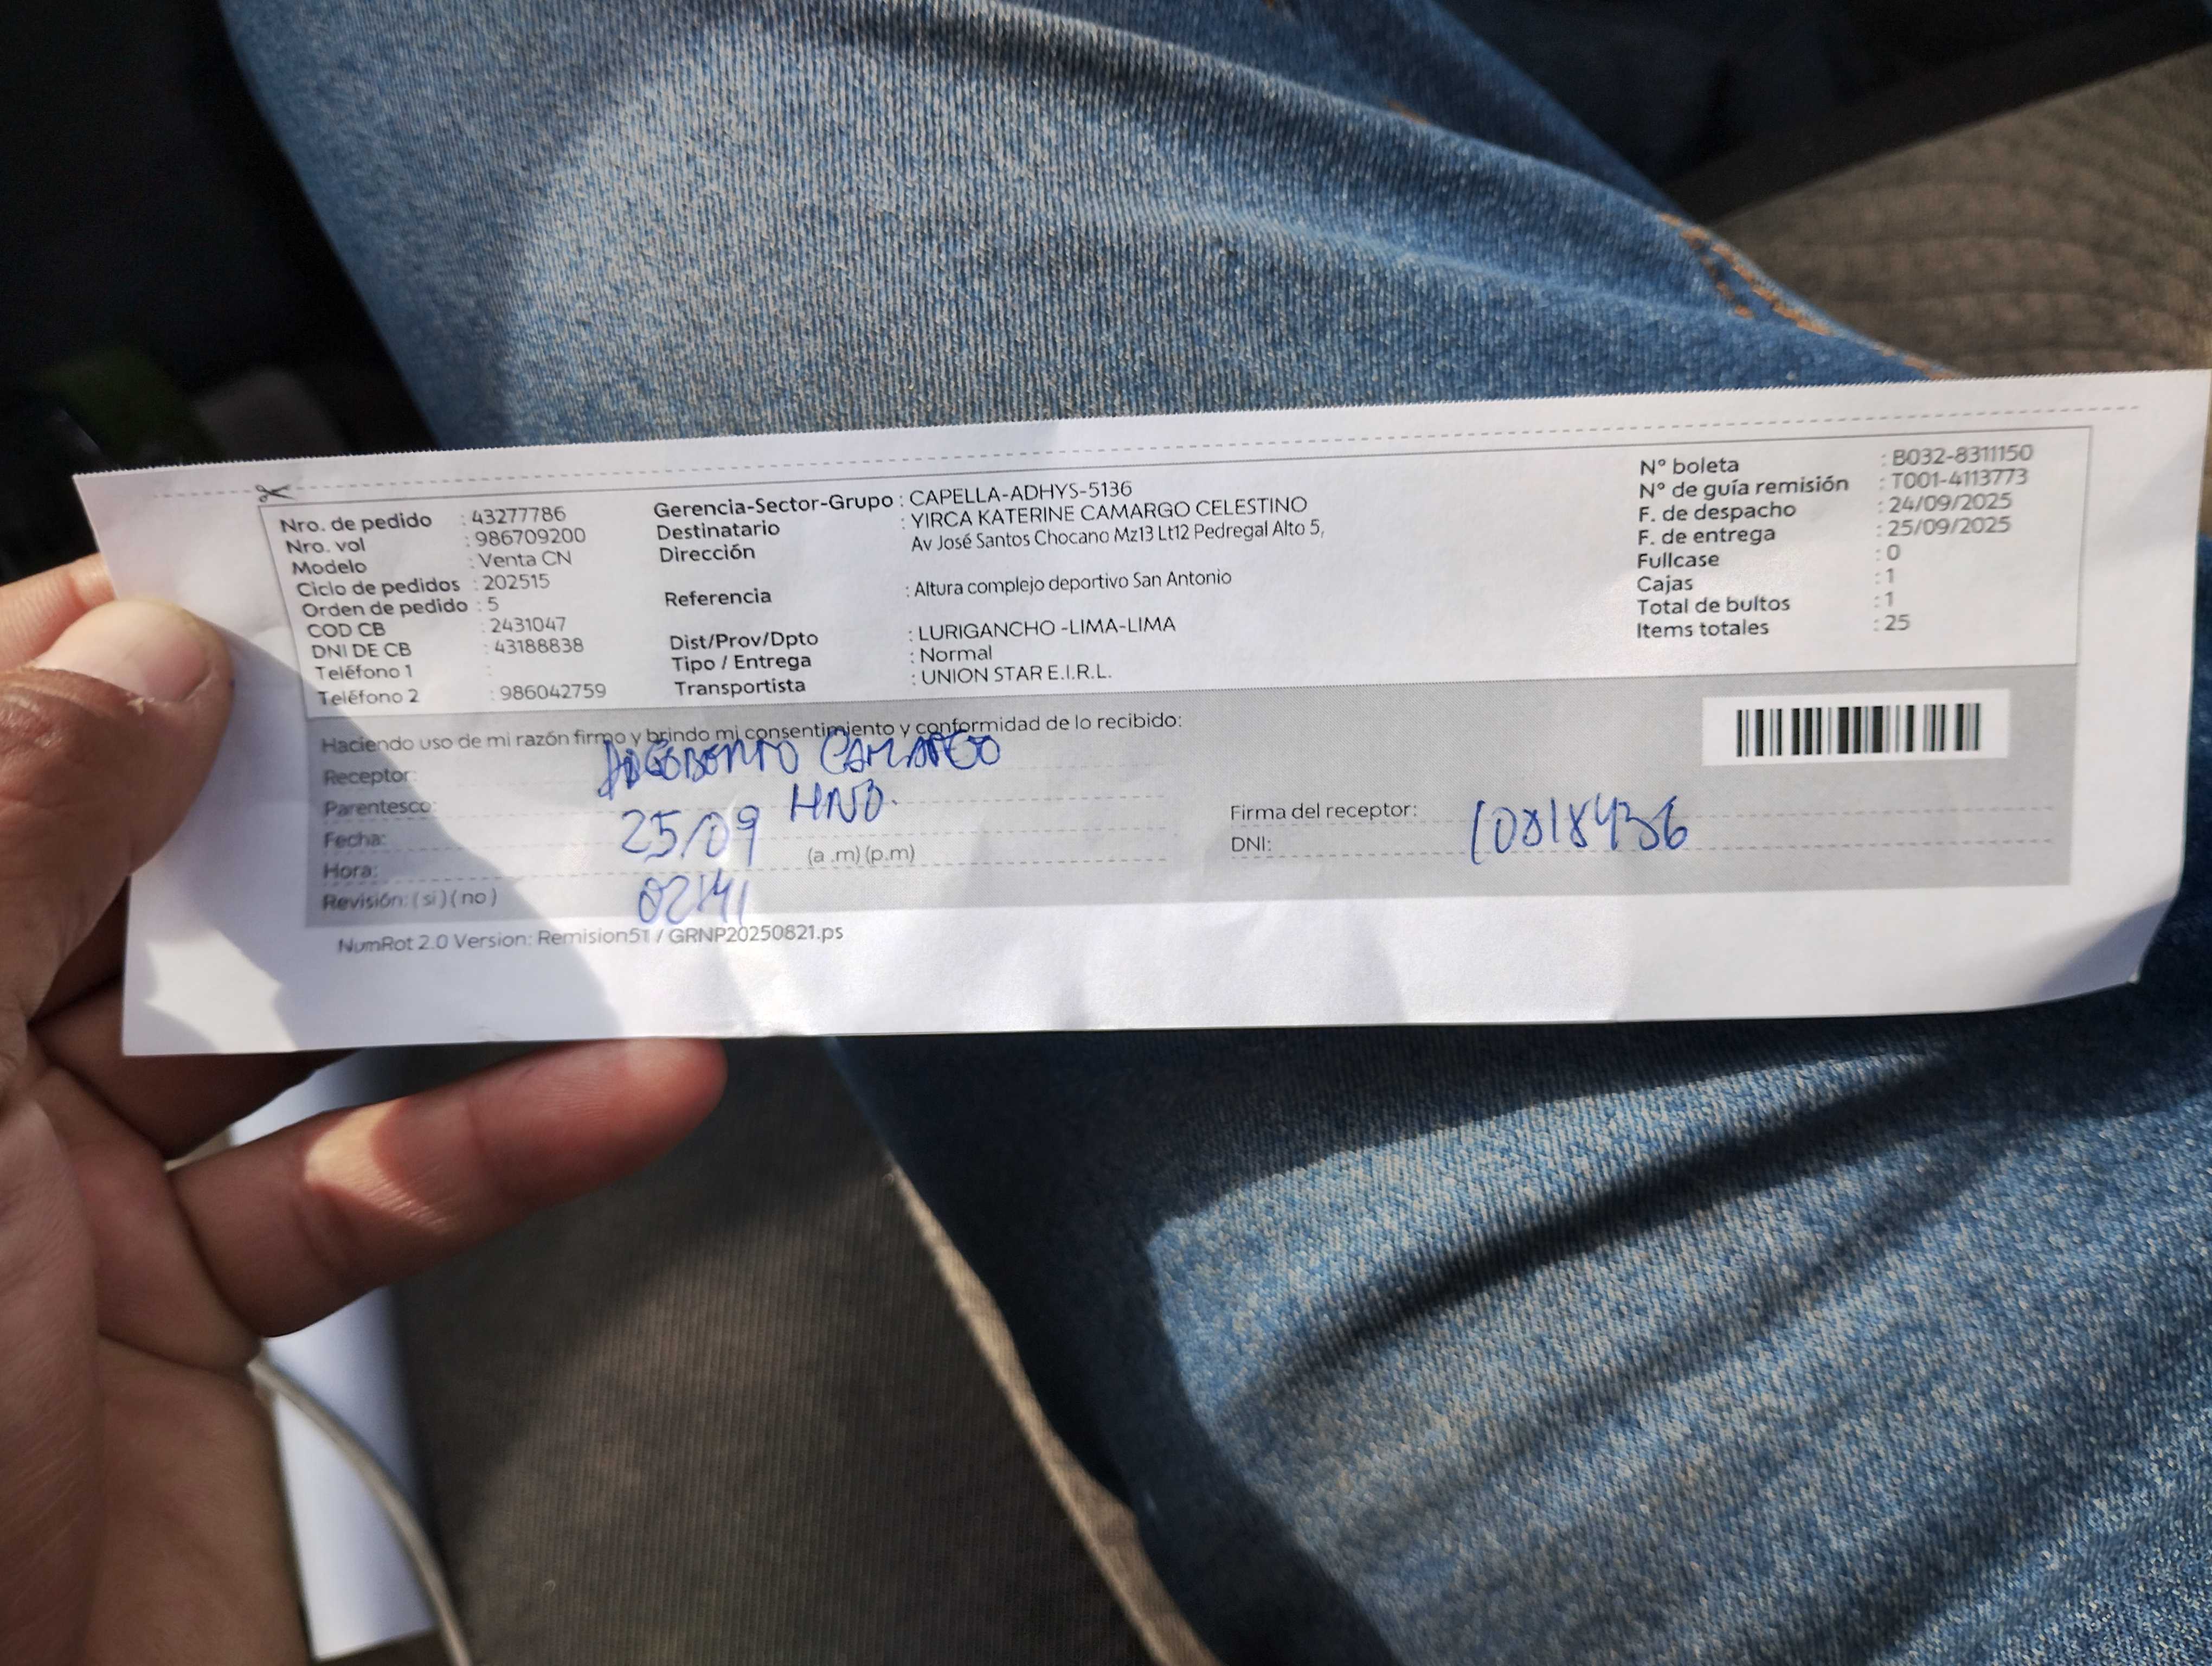 Nro. de pedido : 43277786
Nro. vol : 986709200
Modelo : Venta CN
Ciclo de pedidos : 202515
Orden de pedido : 5
COD CB : 2431047
DNI DE CB : 43188838
Teléfono 1 :
Teléfono 2 : 986042759
Gerencia-Sector-Grupo : CAPELLA-ADHYS-5136
Destinatario : YIRCA KATERINE CAMARGO CELESTINO
Dirección Av José Santos Chocano Mz13 Lt12 Pedregal Alto 5,
Referencia : Altura complejo deportivo San Antonio
Dist/Prov/Dpto : LURIGANCHO -LIMA-LIMA
Tipo / Entrega : Normal
Transportista : UNION STAR E.I.R.L.
N° boleta : B032-8311150
N° de guía remisión : T001-4113773
F. de despacho : 24/09/2025
F. de entrega : 25/09/2025
Fullcase : 0
Cajas : 1
Total de bultos : 1
Items totales : 25
Haciendo uso de mi razón firmo y brindo mi consentimiento y conformidad de lo recibido:
Receptor: CAMARGO
Parentesco: HNO.
Fecha: 25/09
Hora: (a .m) (p.m)
Revisión: ( si ) ( no )
Firma del receptor:
DNI:
NumRot 2.0 Version: Remision5T / GRNP20250821.ps